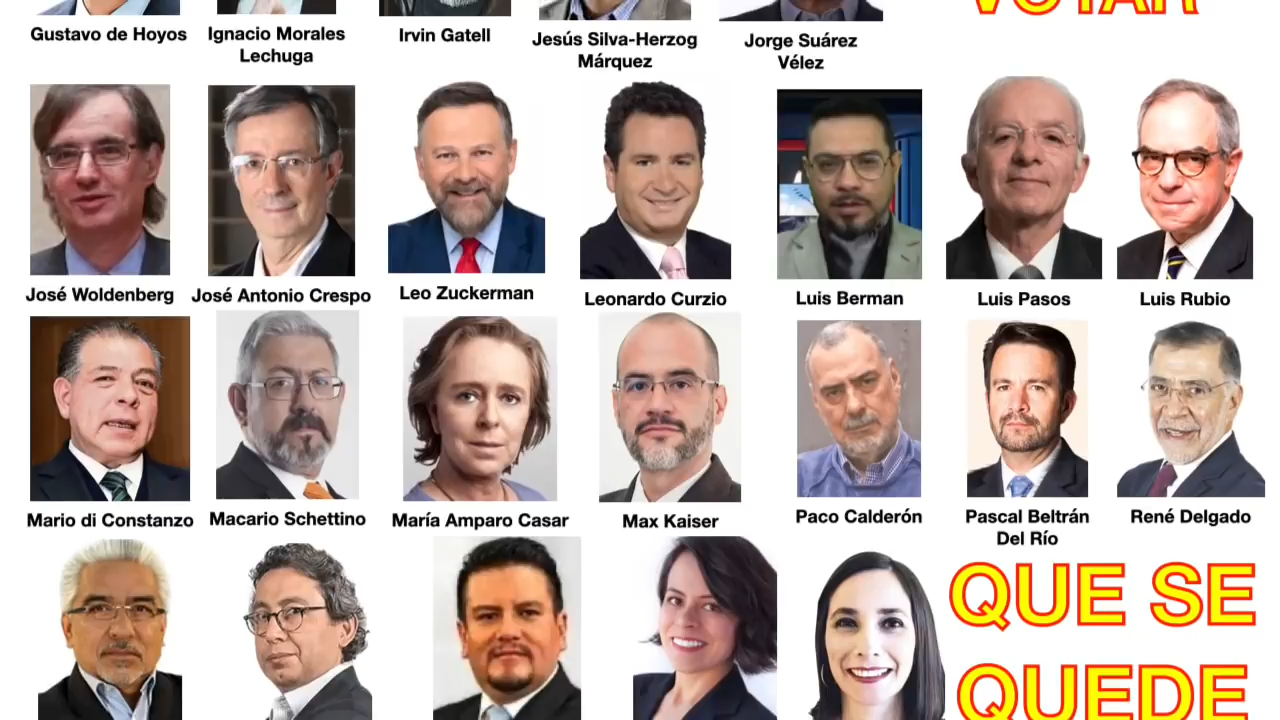 VOTAR
Gustavo de Hoyos
Ignacio Morales
Lechuga
Irvin Gatell
Jesús Silva-Herzog
Márquez
Jorge Suárez
Vélez
José Woldenberg
José Antonio Crespo
Leo Zuckerman
Leonardo Curzio
Luis Berman
Luis Pasos
Luis Rubio
Mario di Constanzo
Macario Schettino
María Amparo Casar
Max Kaiser
Paco Calderón
Pascal Beltrán
Del Río
René Delgado
QUE SE
QUEDE